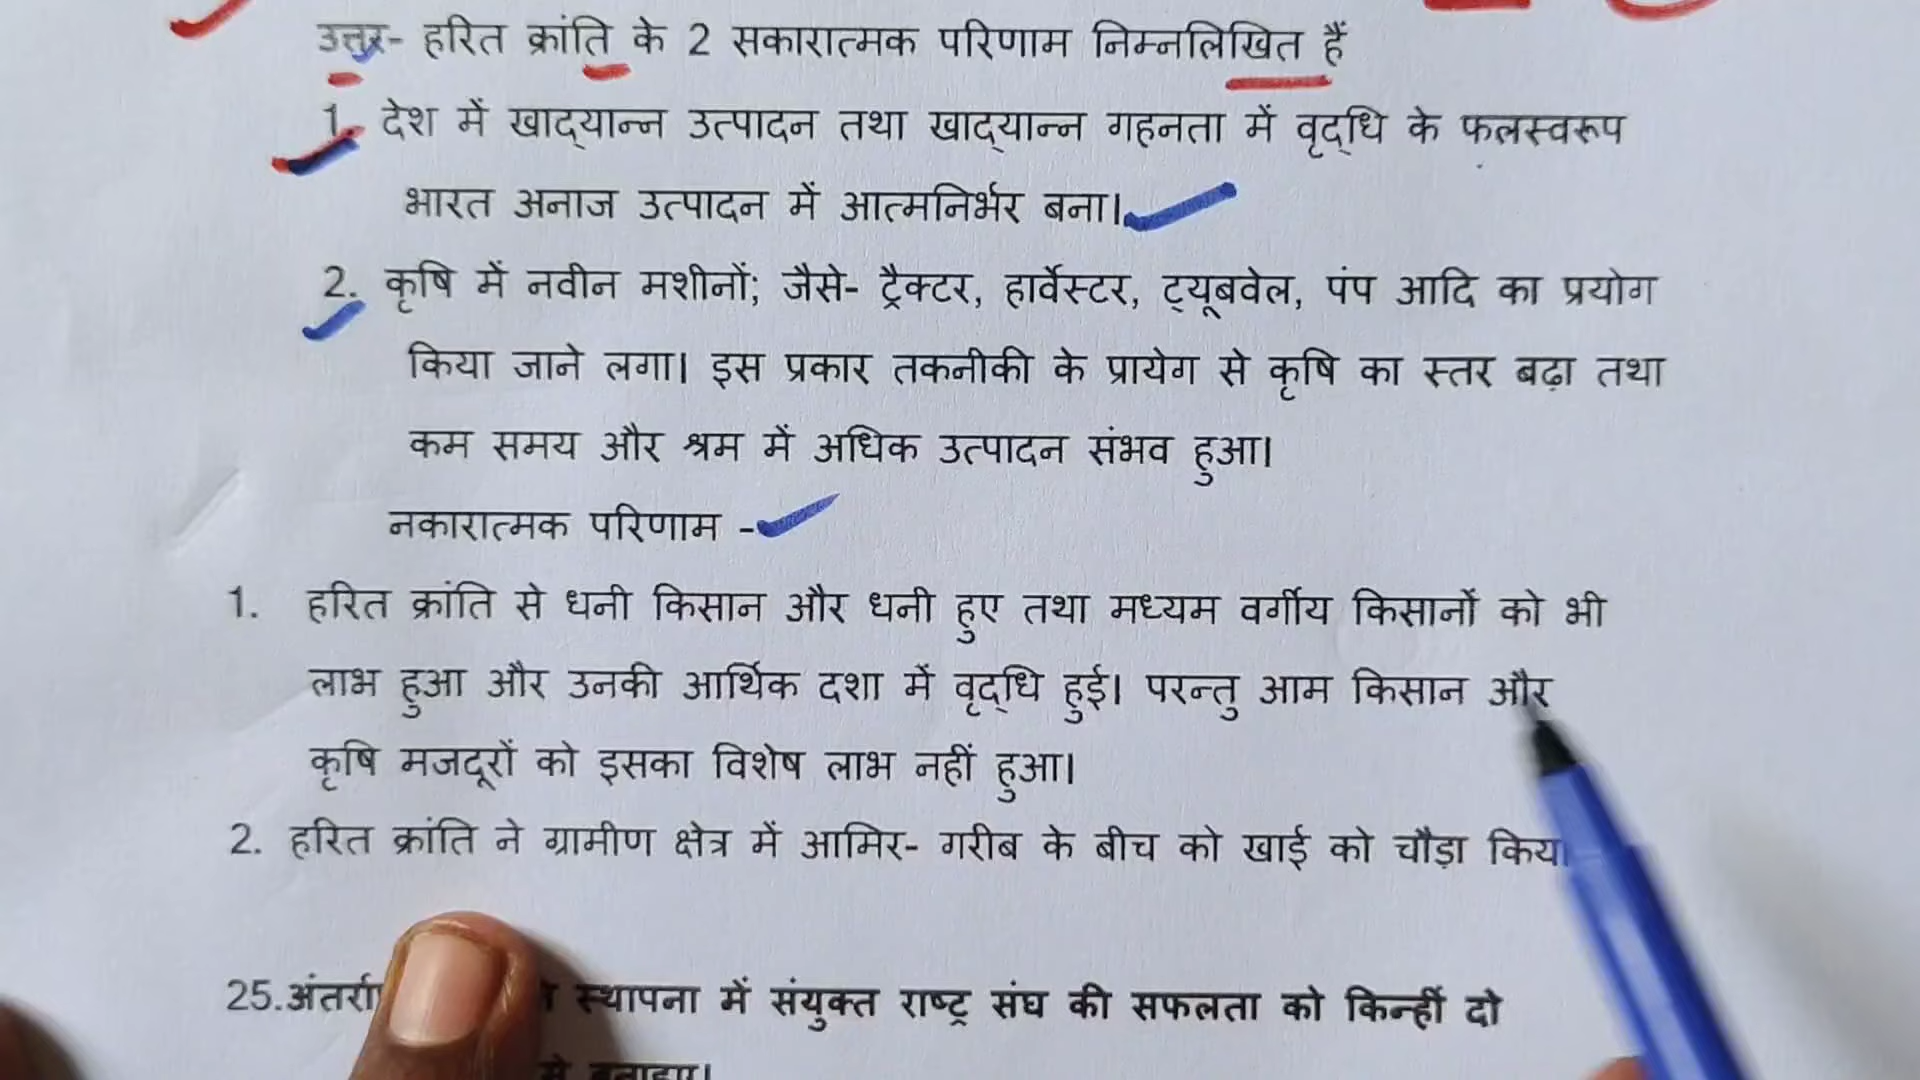 उत्तर- हरित क्रांति के 2 सकारात्मक परिणाम निम्नलिखित हैं
1. देश में खाद्यान्न उत्पादन तथा खाद्यान्न गहनता में वृद्धि के फलस्वरूप
भारत अनाज उत्पादन में आत्मनिर्भर बना।
2. कृषि में नवीन मशीनों; जैसे- ट्रैक्टर, हार्वेस्टर, ट्यूबवेल, पंप आदि का प्रयोग
किया जाने लगा। इस प्रकार तकनीकी के प्रायेग से कृषि का स्तर बढ़ा तथा
कम समय और श्रम में अधिक उत्पादन संभव हुआ।
नकारात्मक परिणाम -
1. हरित क्रांति से धनी किसान और धनी हुए तथा मध्यम वर्गीय किसानों को भी
लाभ हुआ और उनकी आर्थिक दशा में वृद्धि हुई। परन्तु आम किसान और
कृषि मजदूरों को इसका विशेष लाभ नहीं हुआ।
2. हरित क्रांति ने ग्रामीण क्षेत्र में आमिर- गरीब के बीच को खाई को चौड़ा किया
25. स्थापना में संयुक्त राष्ट्र संघ की सफलता को किन्हीं दो